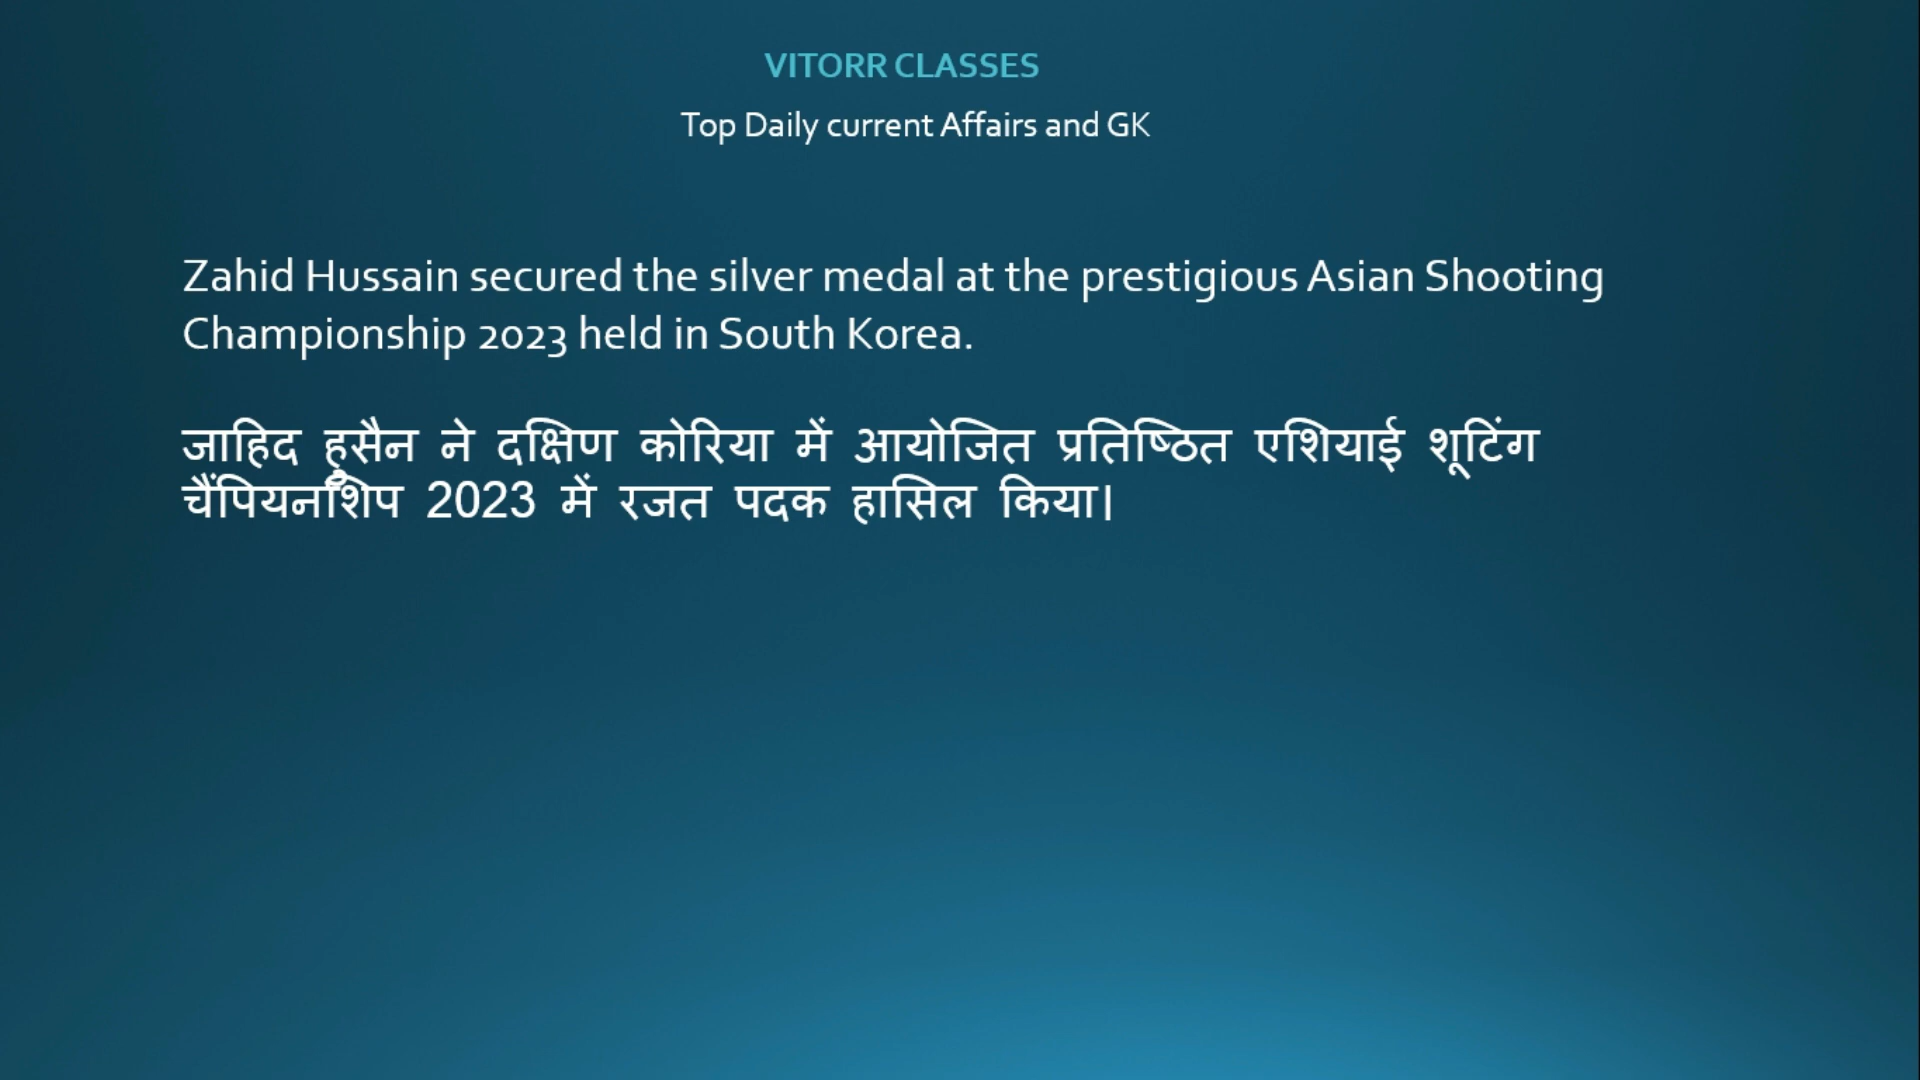 VITORR CLASSES
Top Daily current Affairs and GK
Zahid Hussain secured the silver medal at the prestigious Asian Shooting
Championship 2023 held in South Korea.
जाहिद हुसैन ने दक्षिण कोरिया में आयोजित प्रतिष्ठित एशियाई शूटिंग
चैंपियनशिप 2023 में रजत पदक हासिल किया।